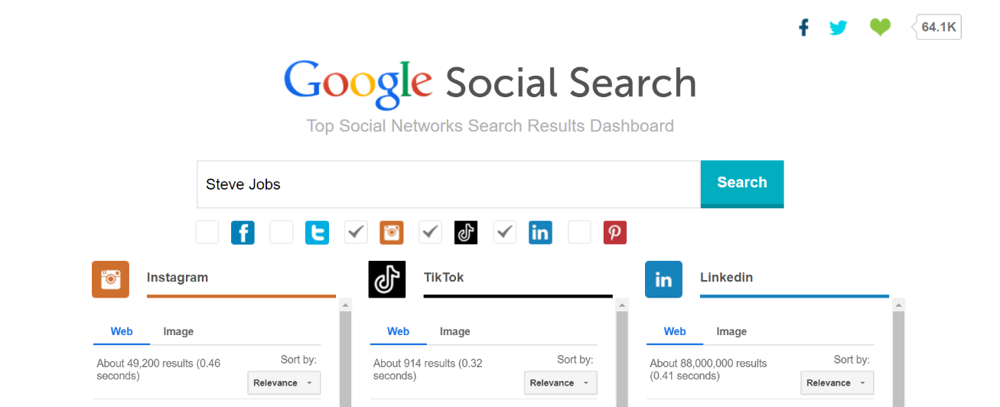 64.1K
Google Social Search
Top Social Networks Search Results Dashboard
Steve Jobs
Search
Instagram
TikTok
Linkedin
Web Image
Web Image
Web Image
About 49,200 results (0.46
seconds)
Sort by:
Relevance
About 914 results (0.32
seconds)
Sort by:
Relevance
About 88,000,000 results
(0.41 seconds)
Sort by:
Relevance